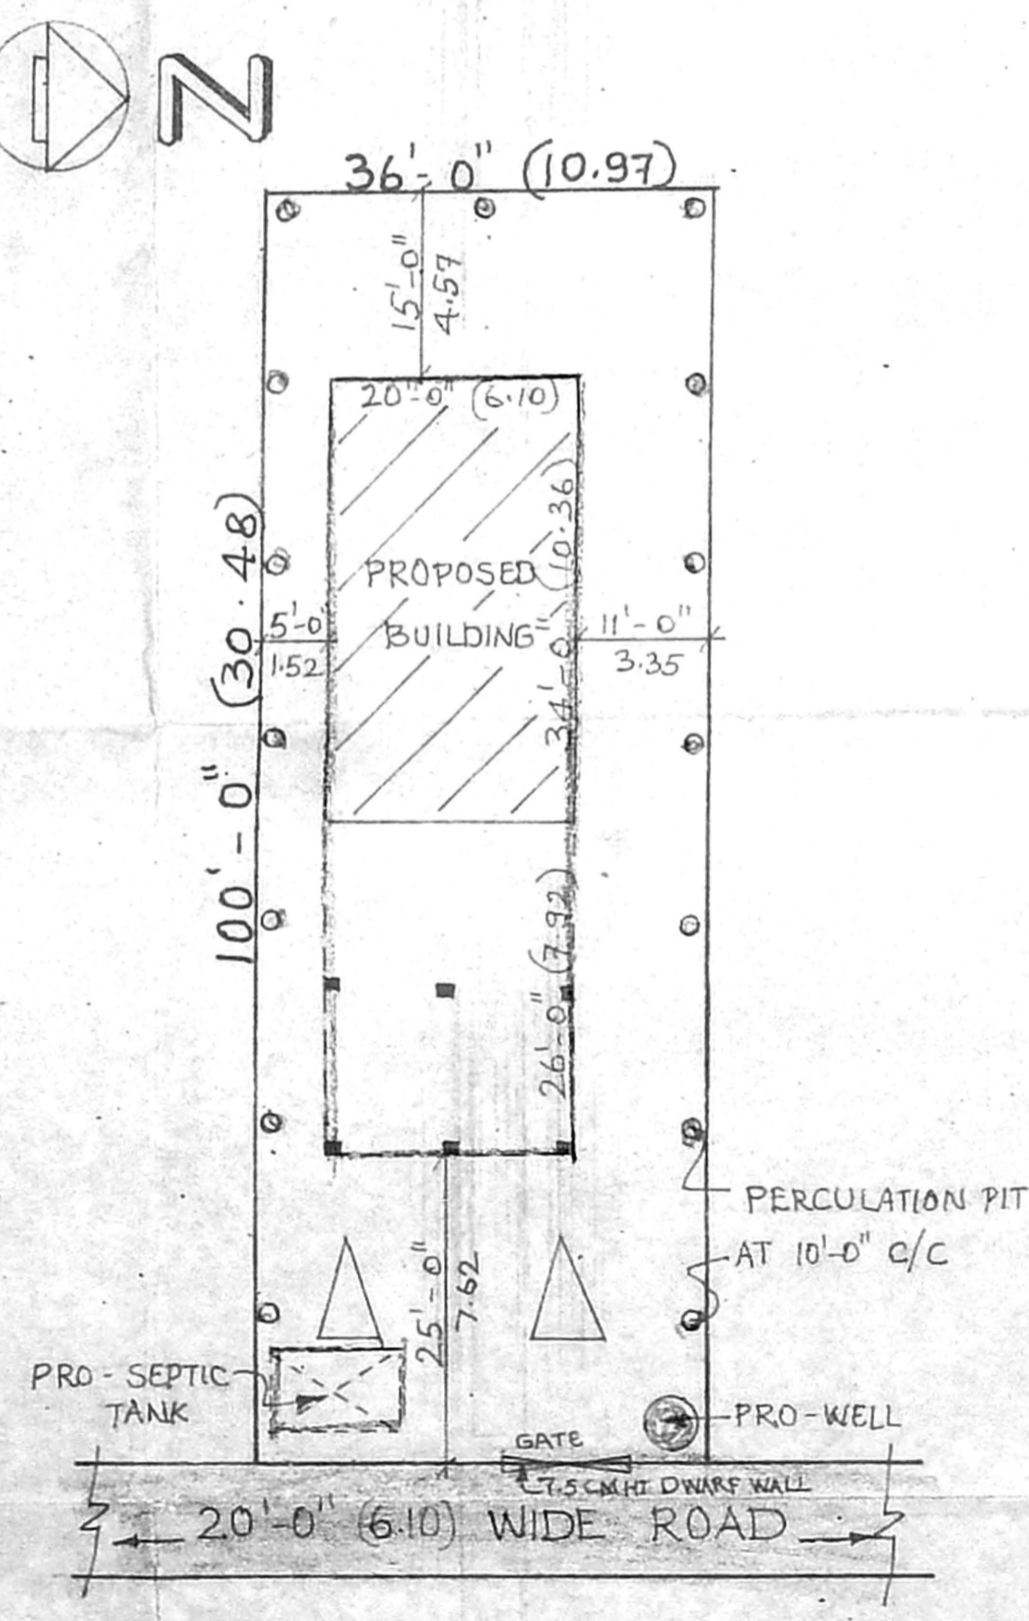 N
36'-0" (10.97)
15'-0"
4.57
20'-0" (6.10)
100'-0" (30.48)
PROPOSED
BUILDING
34'-0" (10.36)
5'-0
1.52
11'-0"
3.35
26'-0" (7.92)
PERCULATION PIT
AT 10'-0" C/C
25'-0"
7.62
PRO-SEPTIC
TANK
PRO-WELL
GATE
7.5 CM HT DWARF WALL
20'-0" (6.10) WIDE ROAD